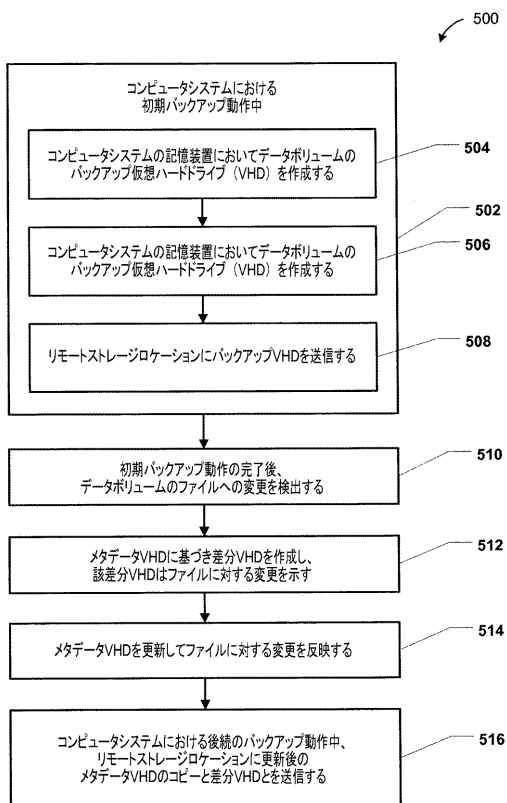 500
コンピュータシステムにおける
初期バックアップ動作中
コンピュータシステムの記憶装置においてデータボリュームの
バックアップ仮想ハードドライブ（VHD）を作成する
504
502
コンピュータシステムの記憶装置においてデータボリュームの
バックアップ仮想ハードドライブ（VHD）を作成する
506
リモートストレージロケーションにバックアップVHDを送信する
508
初期バックアップ動作の完了後、
データボリュームのファイルへの変更を検出する
510
メタデータVHDに基づき差分VHDを作成し、
該差分VHDはファイルに対する変更を示す
512
メタデータVHDを更新してファイルに対する変更を反映する
514
コンピュータシステムにおける後続のバックアップ動作中、
リモートストレージロケーションに更新後の
メタデータVHDのコピーと差分VHDとを送信する
516